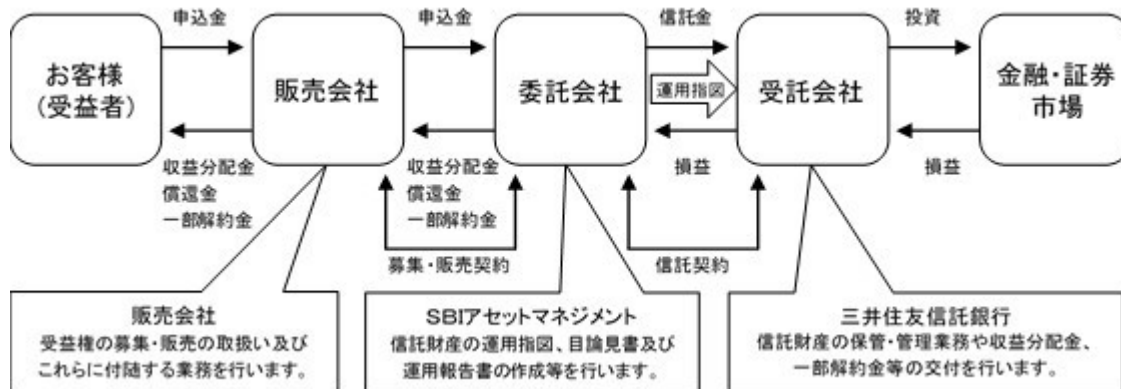 申込金
申込金
信託金
投資
お客様
(受益者)
販売会社
委託会社
運用指図
受託会社
金融・証券
市場
収益分配金
償還金
一部解約金
収益分配金
償還金
一部解約金
損益
損益
募集・販売契約
信託契約
販売会社
受益権の募集・販売の取扱い及び
これらに付随する業務を行います。
SBIアセットマネジメント
信託財産の運用指図、目論見書及び
運用報告書の作成等を行います。
三井住友信託銀行
信託財産の保管・管理業務や収益分配金、
一部解約金等の交付を行います。